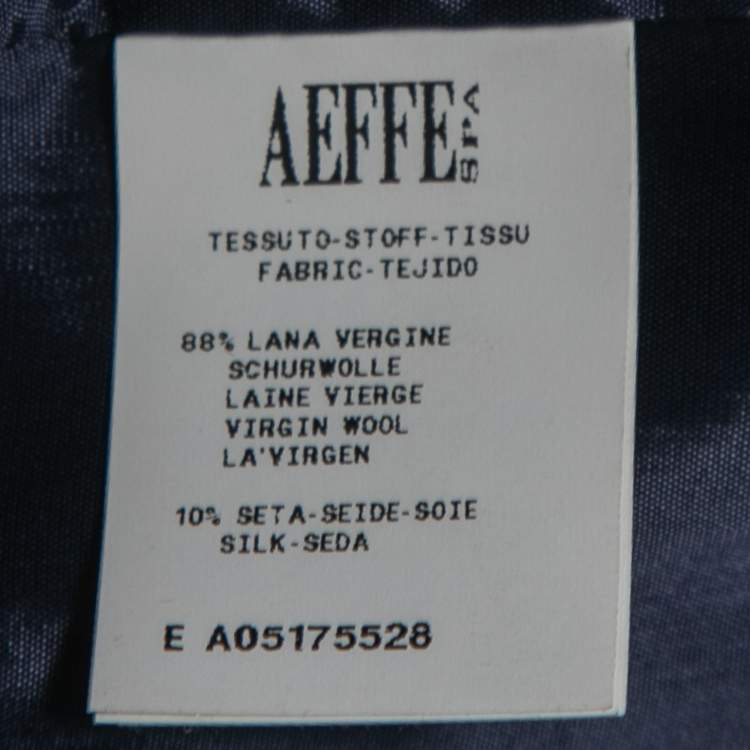 AEFFE SPA
TESSUTO-STOFF-TISSU
FABRIC-TEJIDO
88% LANA VERGINE
SCHURWOLLE
LAINE VIERGE
VIRGIN WOOL
LA'VIRGEN
10% SETA-SEIDE-SOIE
SILK-SEDA
E A05175528